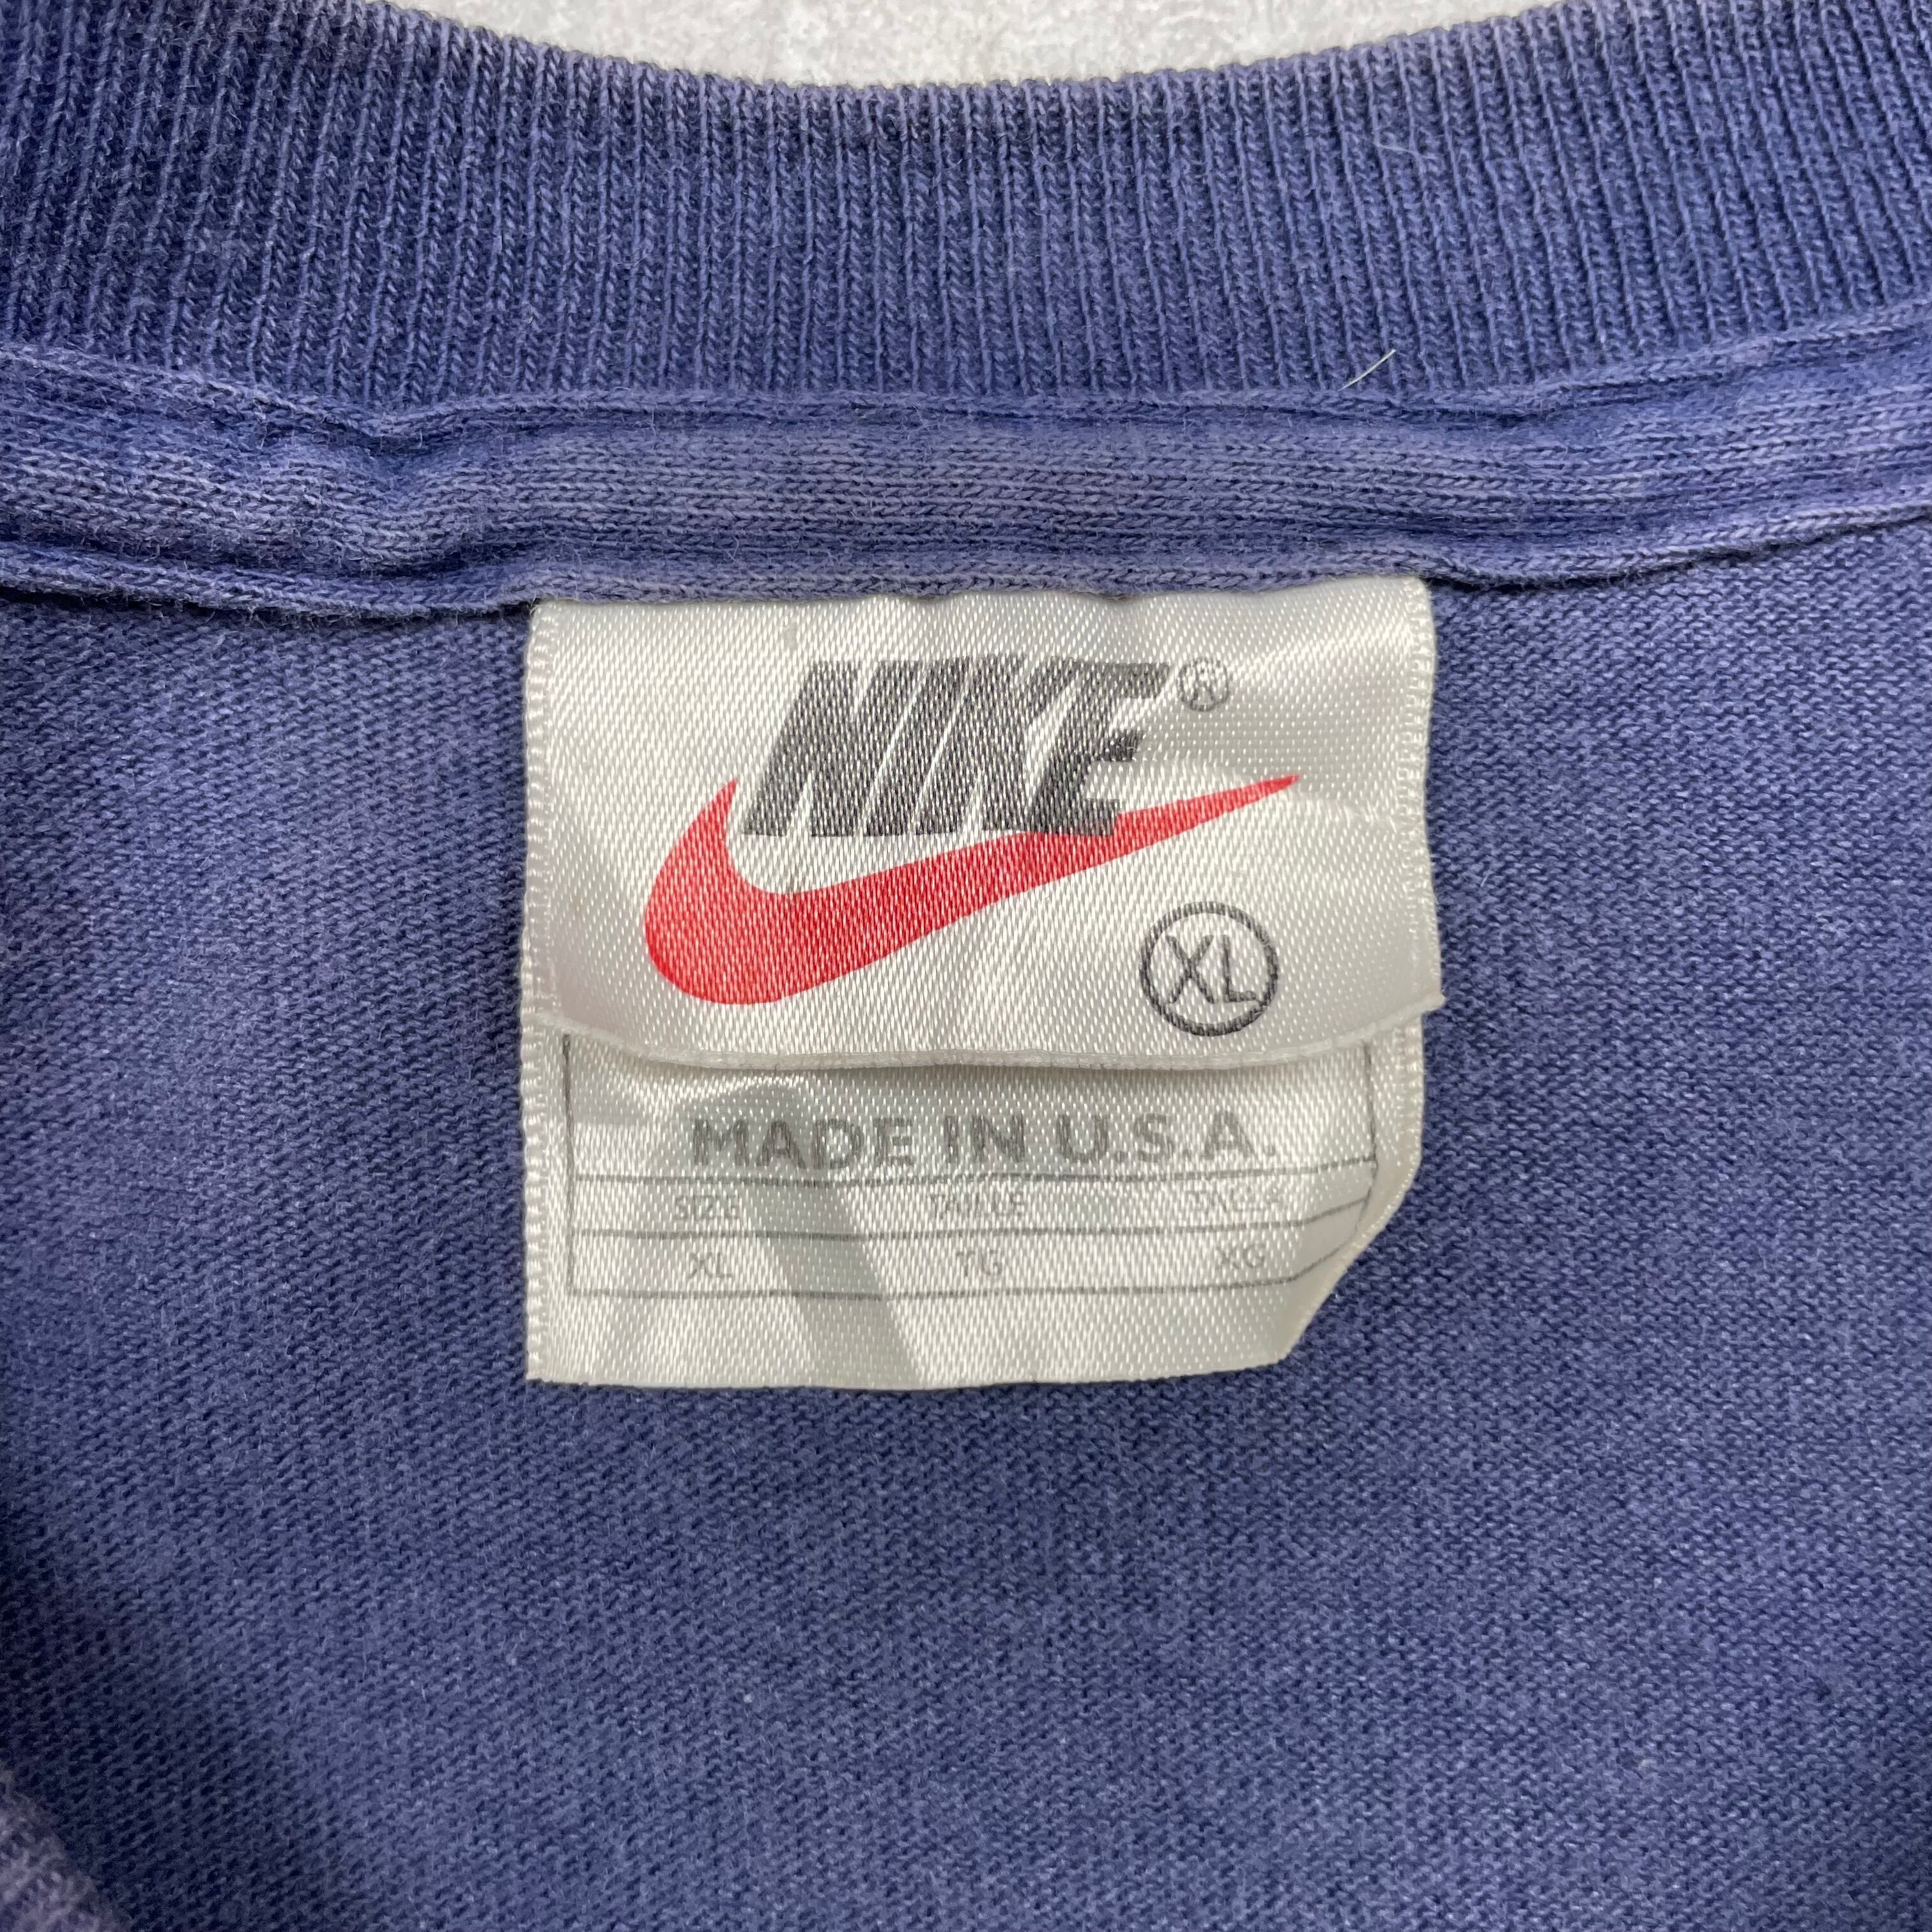 NIKE®
XL
MADE IN U.S.A.
SIZE TAILLE TALLA
XL TG XG